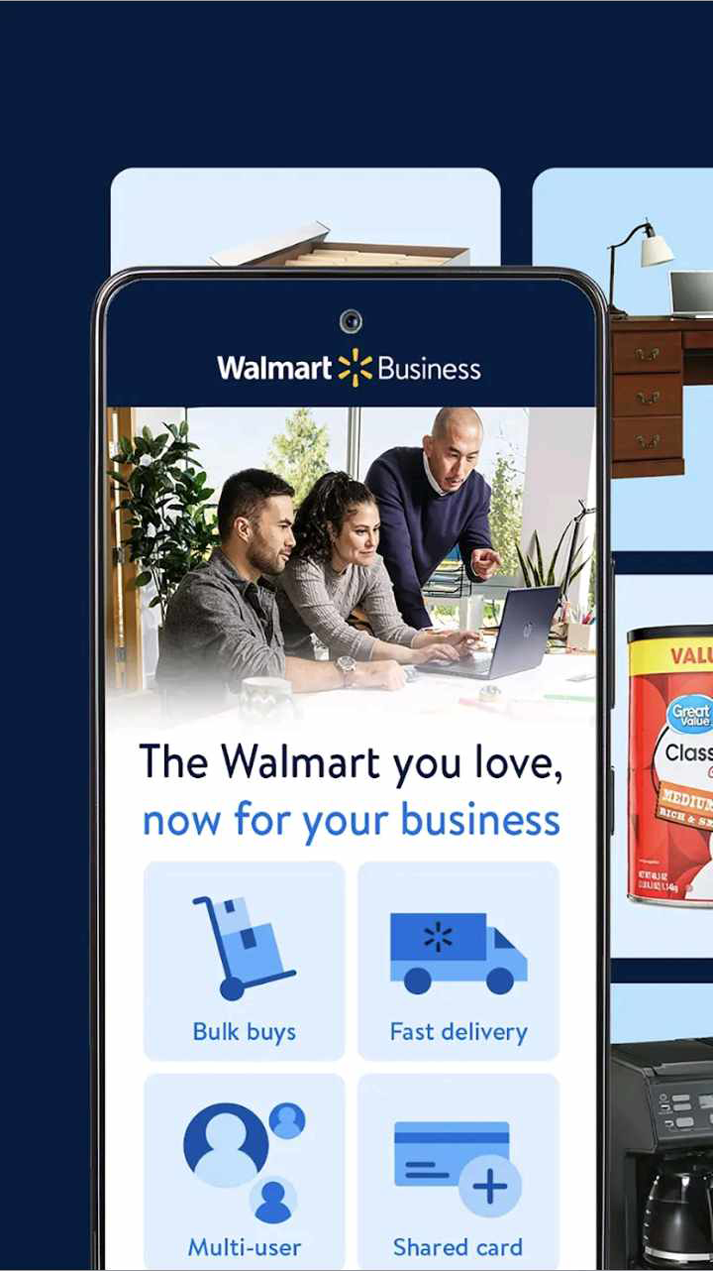 Walmart Business
The Walmart you love,
now for your business
Bulk buys
Fast delivery
Multi-user
Shared card
Great
Value
MEDIUM